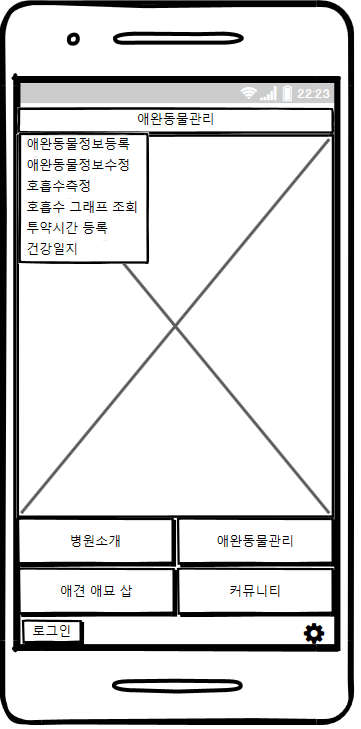 22:23
애완동물관리
애완동물정보등록
애완동물정보수정
호흡수측정
호흡수 그래프 조회
투약시간 등록
건강일지
병원소개
애완동물관리
애견 애묘 샵
커뮤니티
로그인